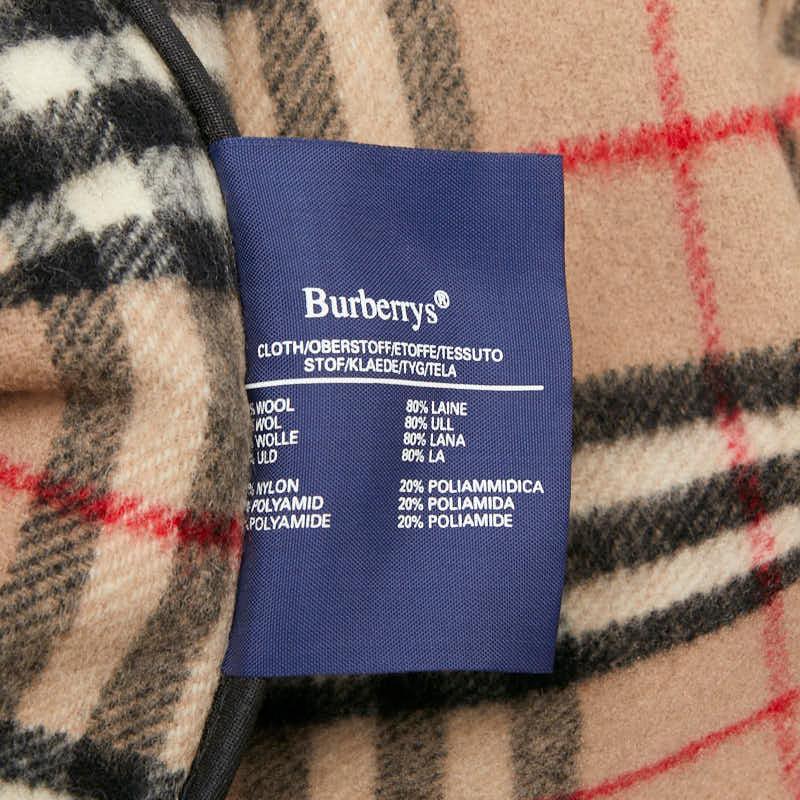 Burberrys®
CLOTH/OBERSTOFF/ETOFFE/TESSUTO
STOF/KLAEDE/TYG/TELA
% WOOL 80% LAINE
WOL 80% ULL
WOLLE 80% LANA
ULD 80% LA
% NYLON 20% POLIAMMIDICA
POLYAMID 20% POLIAMIDA
POLYAMIDE 20% POLIAMIDE